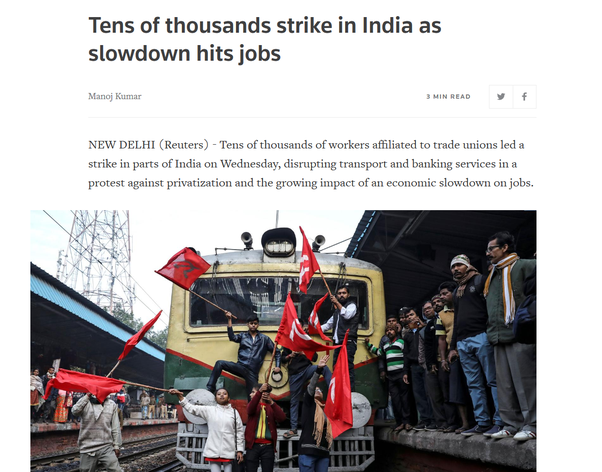 Tens of thousands strike in India as
slowdown hits jobs
Manoj Kumar
3 MIN READ
NEW DELHI (Reuters) - Tens of thousands of workers affiliated to trade unions led a
strike in parts of India on Wednesday, disrupting transport and banking services in a
protest against privatization and the growing impact of an economic slowdown on jobs.